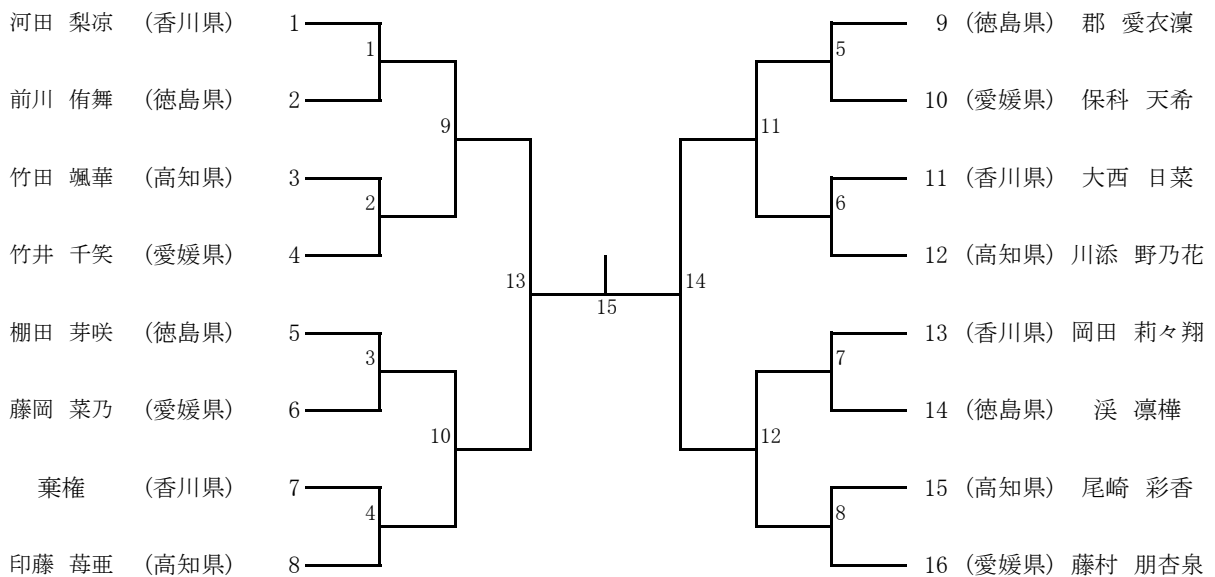 河田 梨凉 (香川県) 1
1
前川 侑舞 (徳島県) 2
9
竹田 颯華 (高知県) 3
2
竹井 千笑 (愛媛県) 4
13
棚田 芽咲 (徳島県) 5
3
藤岡 菜乃 (愛媛県) 6
10
棄権 (香川県) 7
4
印藤 苺亜 (高知県) 8
15
9 (徳島県) 郡 愛衣凜
5
10 (愛媛県) 保科 天希
11
11 (香川県) 大西 日菜
6
12 (高知県) 川添 野乃花
14
13 (香川県) 岡田 莉々翔
7
14 (徳島県) 渓 凛樺
12
15 (高知県) 尾崎 彩香
8
16 (愛媛県) 藤村 朋杏泉